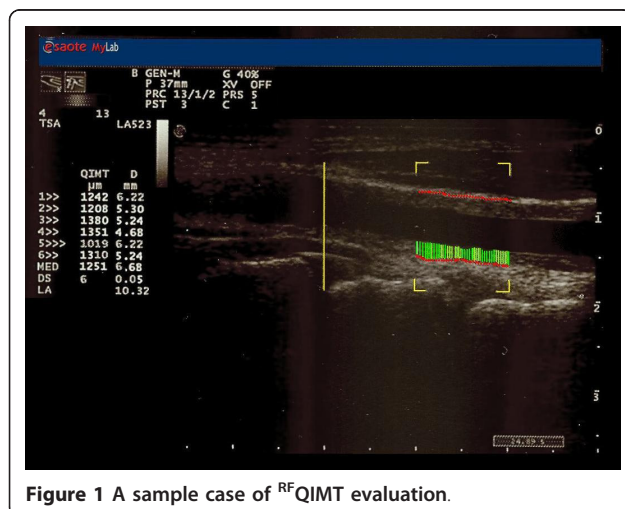 esaote MyLab
B GEN-M G 40%
P 37mm XV OFF
PRC 13/1/2 PRS 5
PST 3 C 1
4 13
TSA LA523
0
QIMT D
µm mm
1>> 1242 6.22
2>> 1208 5.30
3>> 1380 5.24
4>> 1351 4.68
5>>>> 1019 6.22
6>> 1310 5.24
MED 1251 6.68
DS 6 0.05
LA 10.32
1
2
3
24.89 s
Figure 1 A sample case of RFQIMT evaluation.